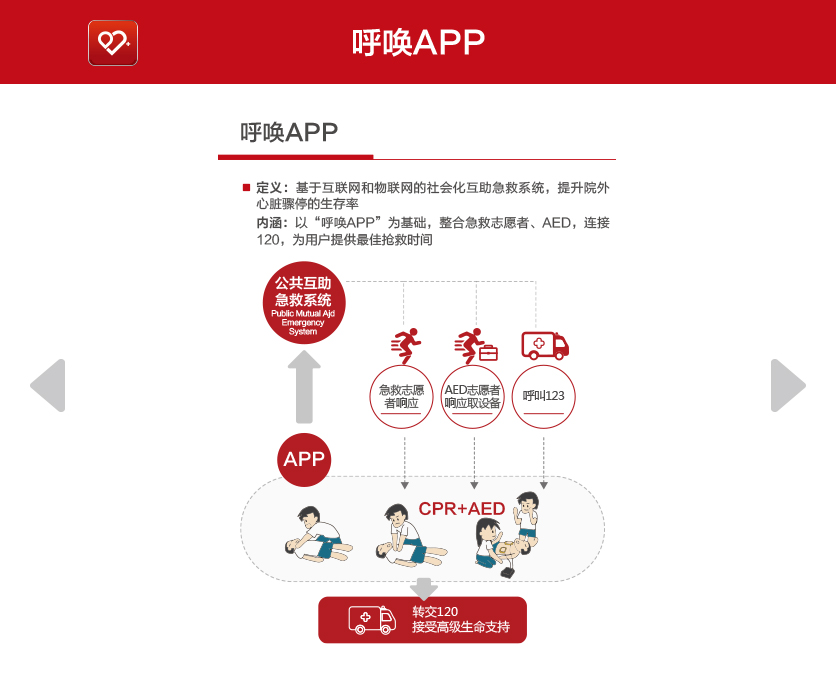 呼唤APP
呼唤APP
定义：基于互联网和物联网的社会化互助急救系统，提升院外
心脏骤停的生存率
内涵：以“呼唤APP”为基础，整合急救志愿者、AED，连接
120，为用户提供最佳抢救时间
公共互助
急救系统
Public Mutual Ajd
Emergency
System
急救志愿
者响应
AED志愿者
响应取设备
呼叫123
APP
CPR+AED
转交120
接受高级生命支持